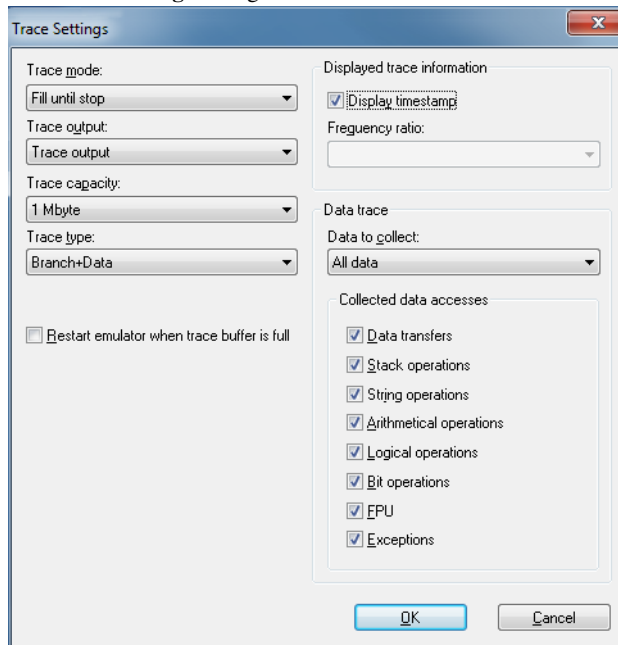 Trace Settings
Trace mode:
Fill until stop
Trace output:
Trace output
Trace capacity:
1 Mbyte
Trace type:
Branch+Data
Restart emulator when trace buffer is full
Displayed trace information
Display timestamp
Freguency ratio:
Data trace
Data to collect:
All data
Collected data accesses
Data transfers
Stack operations
String operations
Arithmetical operations
Logical operations
Bit operations
FPU
Exceptions
OK
Cancel